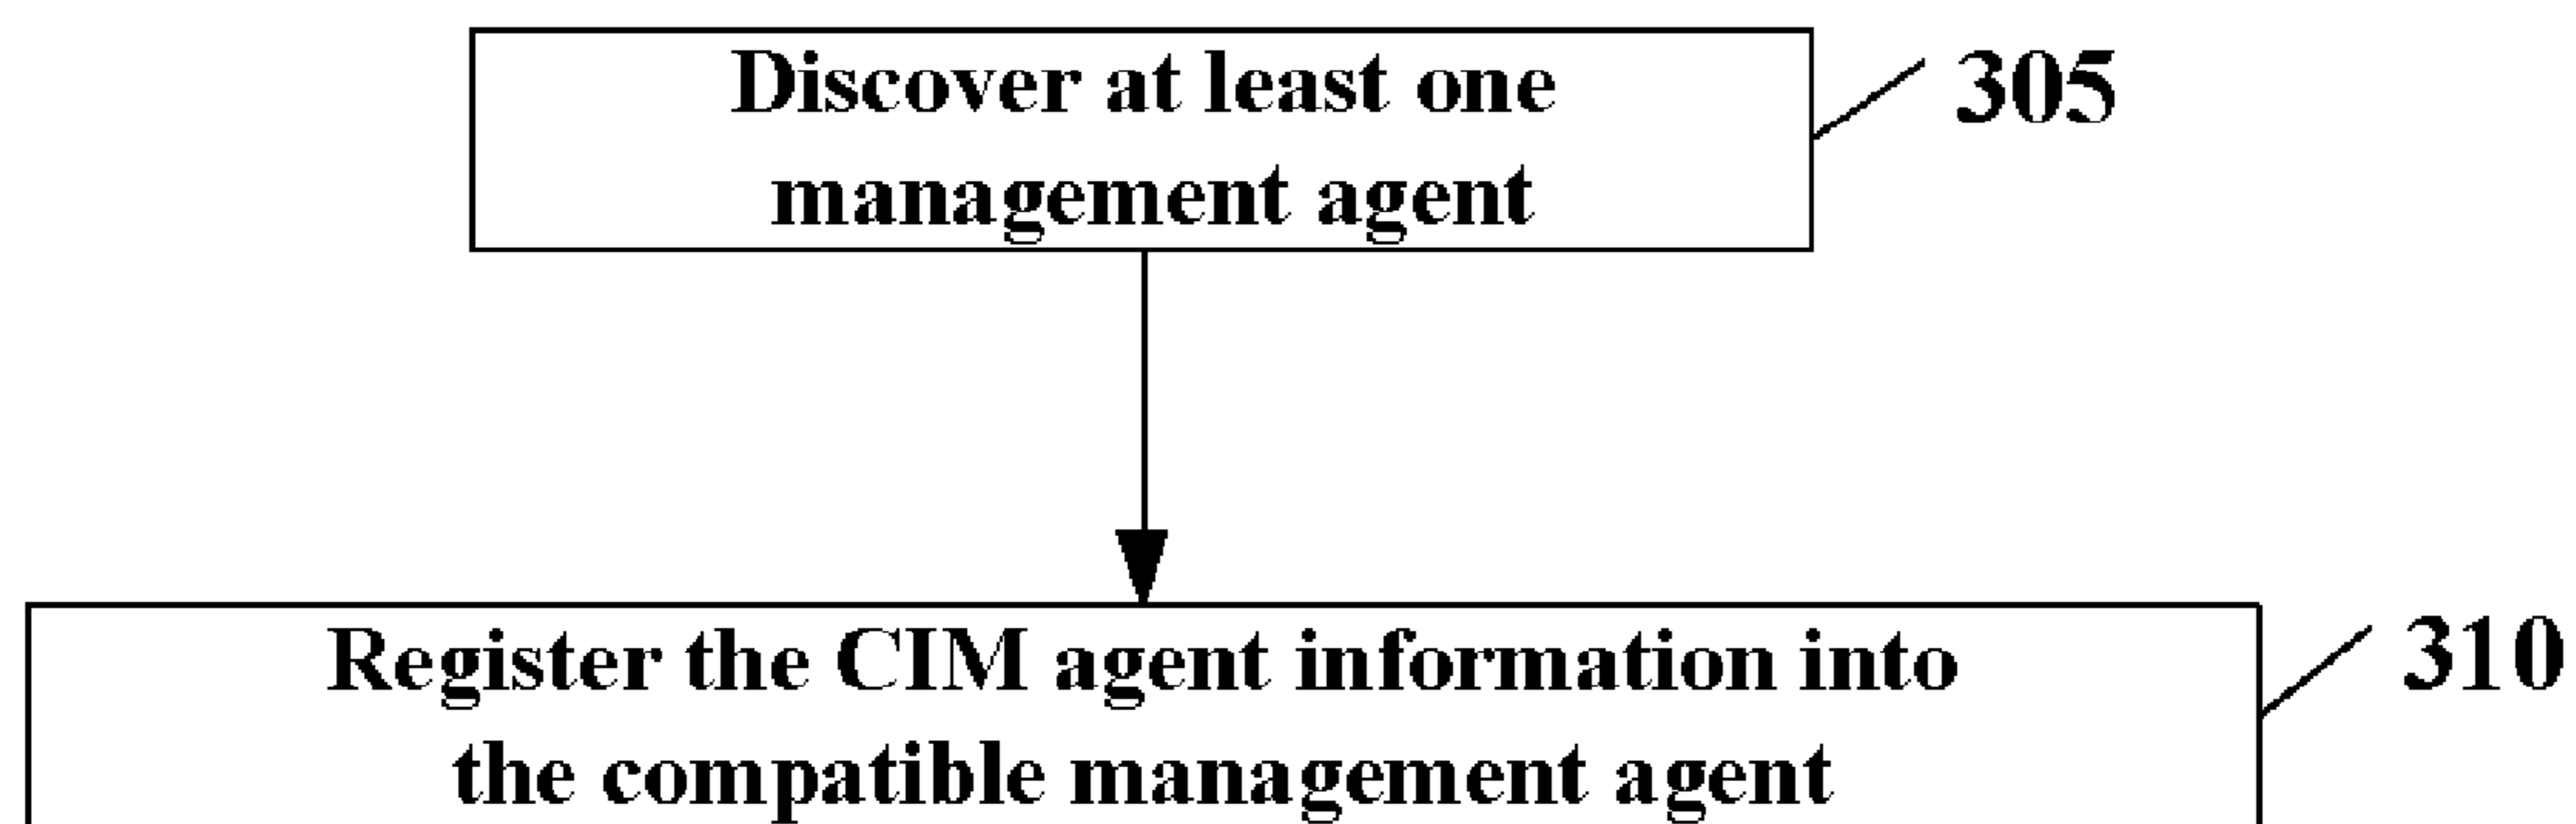 Discover at least one
management agent
305
Register the CIM agent information into
the compatible management agent
310